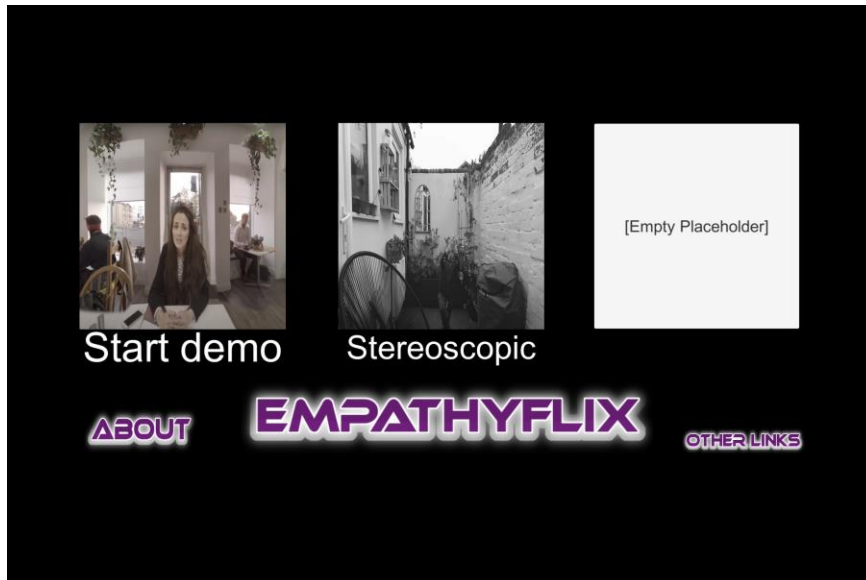 [Empty Placeholder]
Start demo
Stereoscopic
ABOUT
EMPATHYFLIX
OTHER LINKS